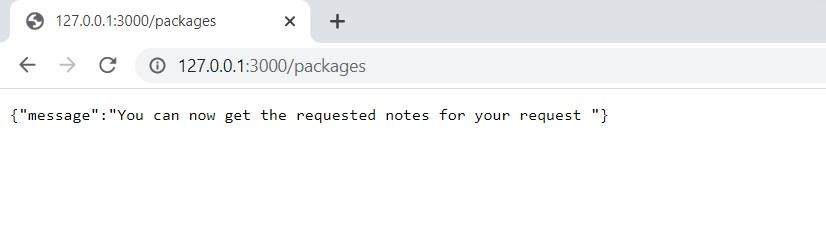 127.0.0.1:3000/packages
127.0.0.1:3000/packages
{"message":"You can now get the requested notes for your request "}